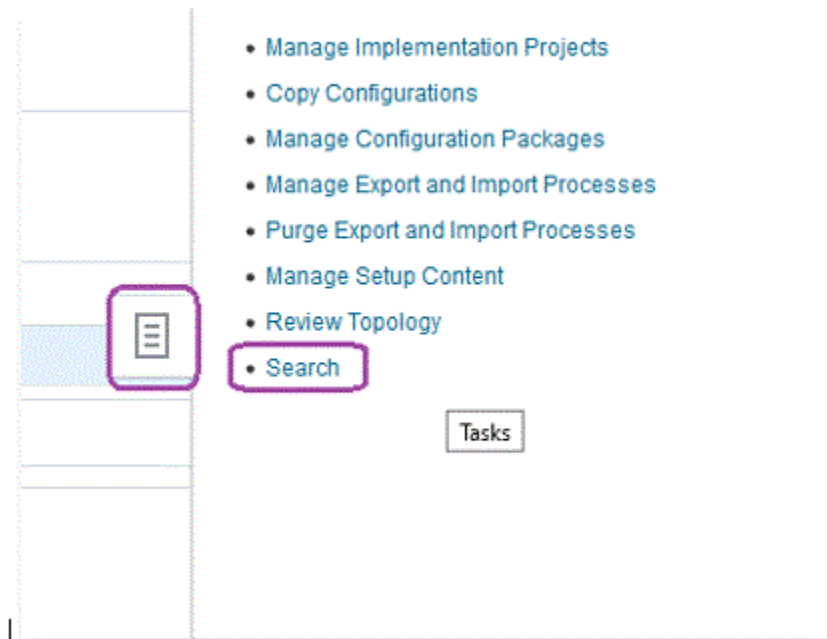 Manage Implementation Projects
Copy Configurations
Manage Configuration Packages
Manage Export and Import Processes
Purge Export and Import Processes
Manage Setup Content
Review Topology
Search
Tasks